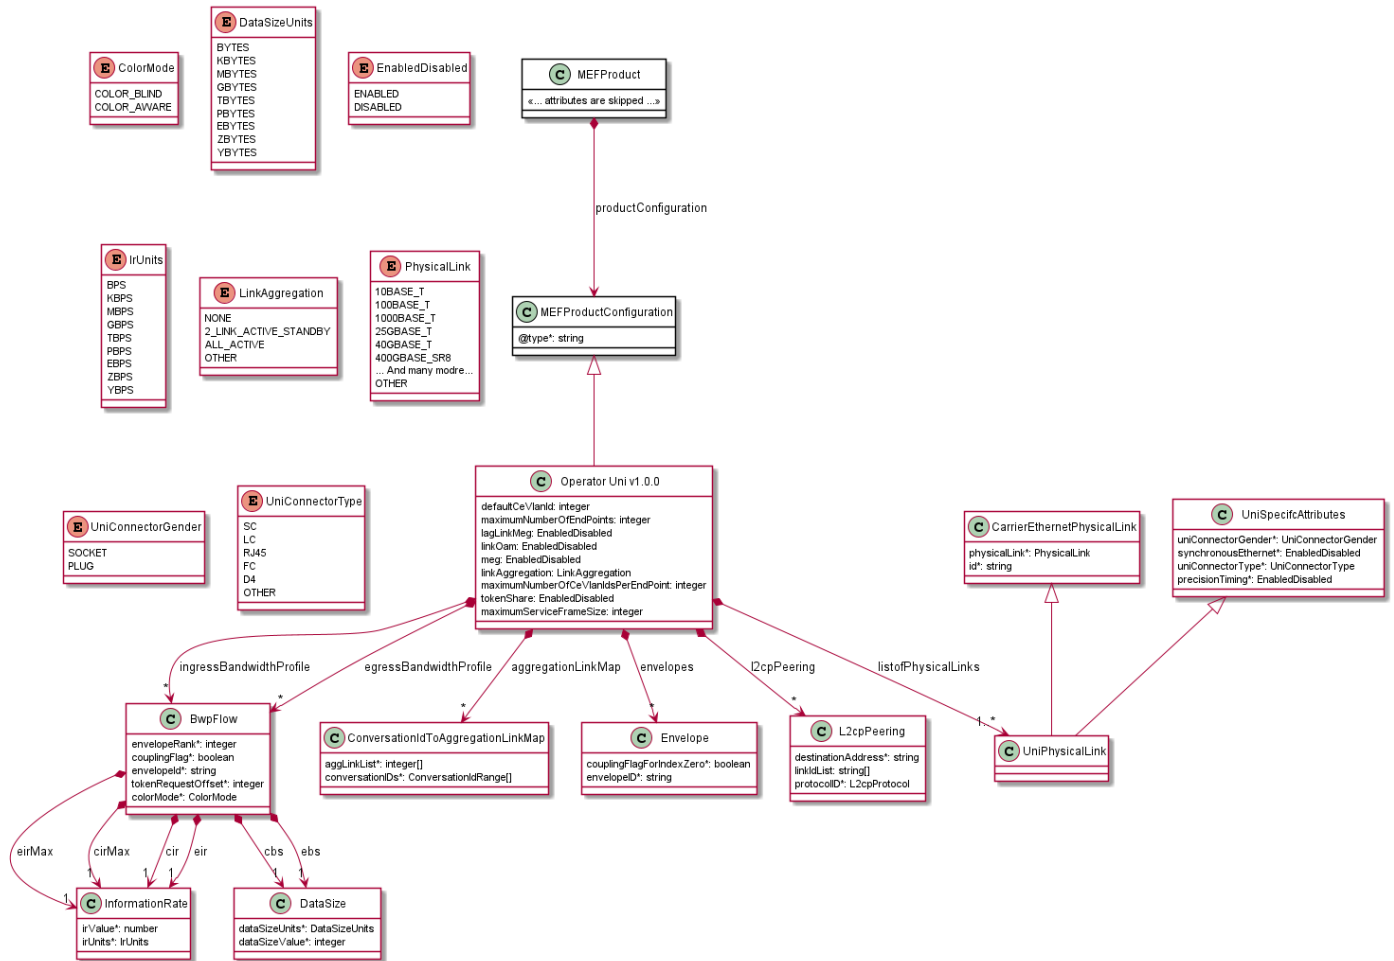 E DataSizeUnits
BYTES
KBYTES
MBYTES
GBYTES
TBYTES
PBYTES
EBYTES
ZBYTES
YBYTES
E ColorMode
COLOR_BLIND
COLOR_AWARE
E EnabledDisabled
ENABLED
DISABLED
C MEFProduct
«... attributes are skipped ...»
productConfiguration
E IrUnits
BPS
KBPS
MBPS
GBPS
TBPS
PBPS
EBPS
ZBPS
YBPS
E LinkAggregation
NONE
2_LINK_ACTIVE_STANDBY
ALL_ACTIVE
OTHER
E PhysicalLink
10BASE_T
100BASE_T
1000BASE_T
25GBASE_T
40GBASE_T
400GBASE_SR8
... And many modre...
OTHER
C MEFProductConfiguration
@type*: string
E UniConnectorGender
SOCKET
PLUG
E UniConnectorType
SC
LC
RJ45
FC
D4
OTHER
C Operator Uni v1.0.0
defaultCeVlanId: integer
maximumNumberOfEndPoints: integer
lagLinkMeg: EnabledDisabled
linkOam: EnabledDisabled
meg: EnabledDisabled
linkAggregation: LinkAggregation
maximumNumberOfCeVlanIdsPerEndPoint: integer
tokenShare: EnabledDisabled
maximumServiceFrameSize: integer
C CarrierEthernetPhysicalLink
physicalLink*: PhysicalLink
id*: string
C UniSpecifcAttributes
uniConnectorGender*: UniConnectorGender
synchronousEthernet*: EnabledDisabled
uniConnectorType*: UniConnectorType
precisionTiming*: EnabledDisabled
ingressBandwidthProfile
*
egressBandwidthProfile
*
aggregationLinkMap
*
envelopes
*
l2cpPeering
*
listofPhysicalLinks
1..*
C BwpFlow
envelopeRank*: integer
couplingFlag*: boolean
envelopeId*: string
tokenRequestOffset*: integer
colorMode*: ColorMode
C ConversationIdToAggregationLinkMap
aggLinkList*: integer[]
conversationIDs*: ConversationIdRange[]
C Envelope
couplingFlagForIndexZero*: boolean
envelopeID*: string
C L2cpPeering
destinationAddress*: string
linkIdList: string[]
protocolID*: L2cpProtocol
C UniPhysicalLink
eirMax
1
cirMax
1
cir
1
eir
1
cbs
1
ebs
1
C InformationRate
irValue*: number
irUnits*: IrUnits
C DataSize
dataSizeUnits*: DataSizeUnits
dataSizeValue*: integer